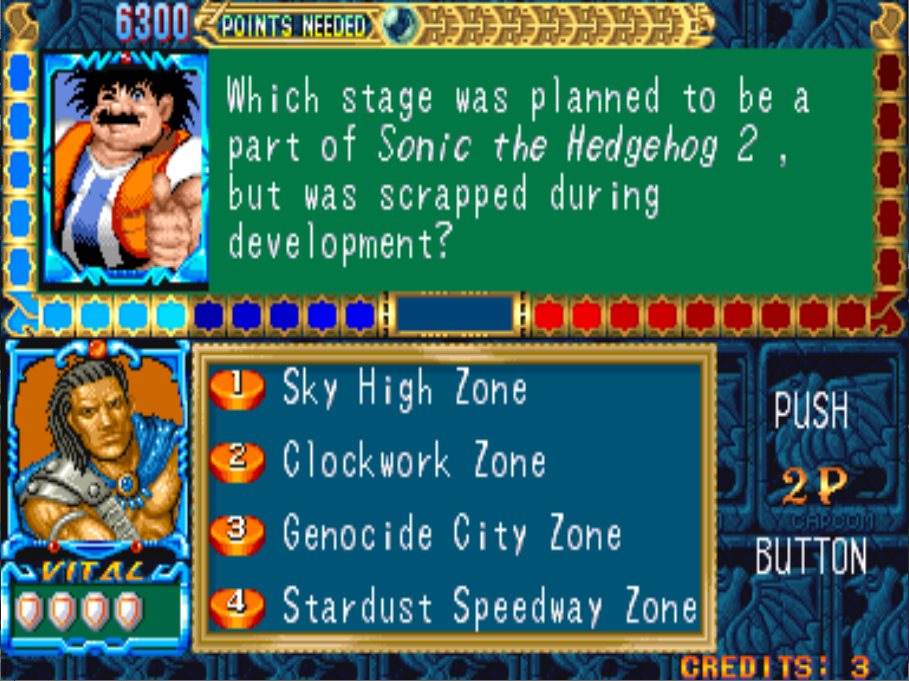 6300 POINTS NEEDED
Which stage was planned to be a
part of Sonic the Hedgehog 2 ,
but was scrapped during
development?
1 Sky High Zone
2 Clockwork Zone
3 Genocide City Zone
4 Stardust Speedway Zone
VITAL
PUSH
2P
CAPCOM
BUTTON
CREDITS: 3